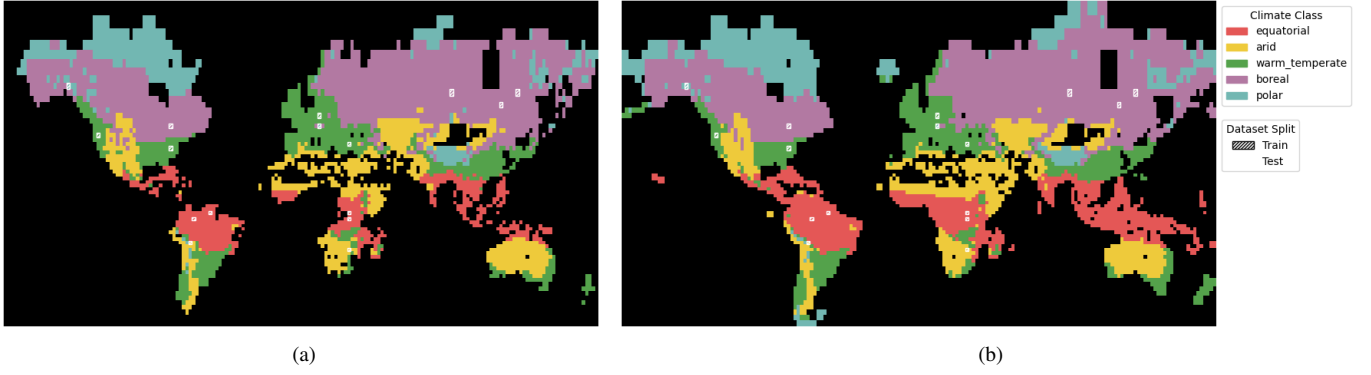 Climate Class
equatorial
arid
warm_temperate
boreal
polar
Dataset Split
Train
Test
(a)
(b)